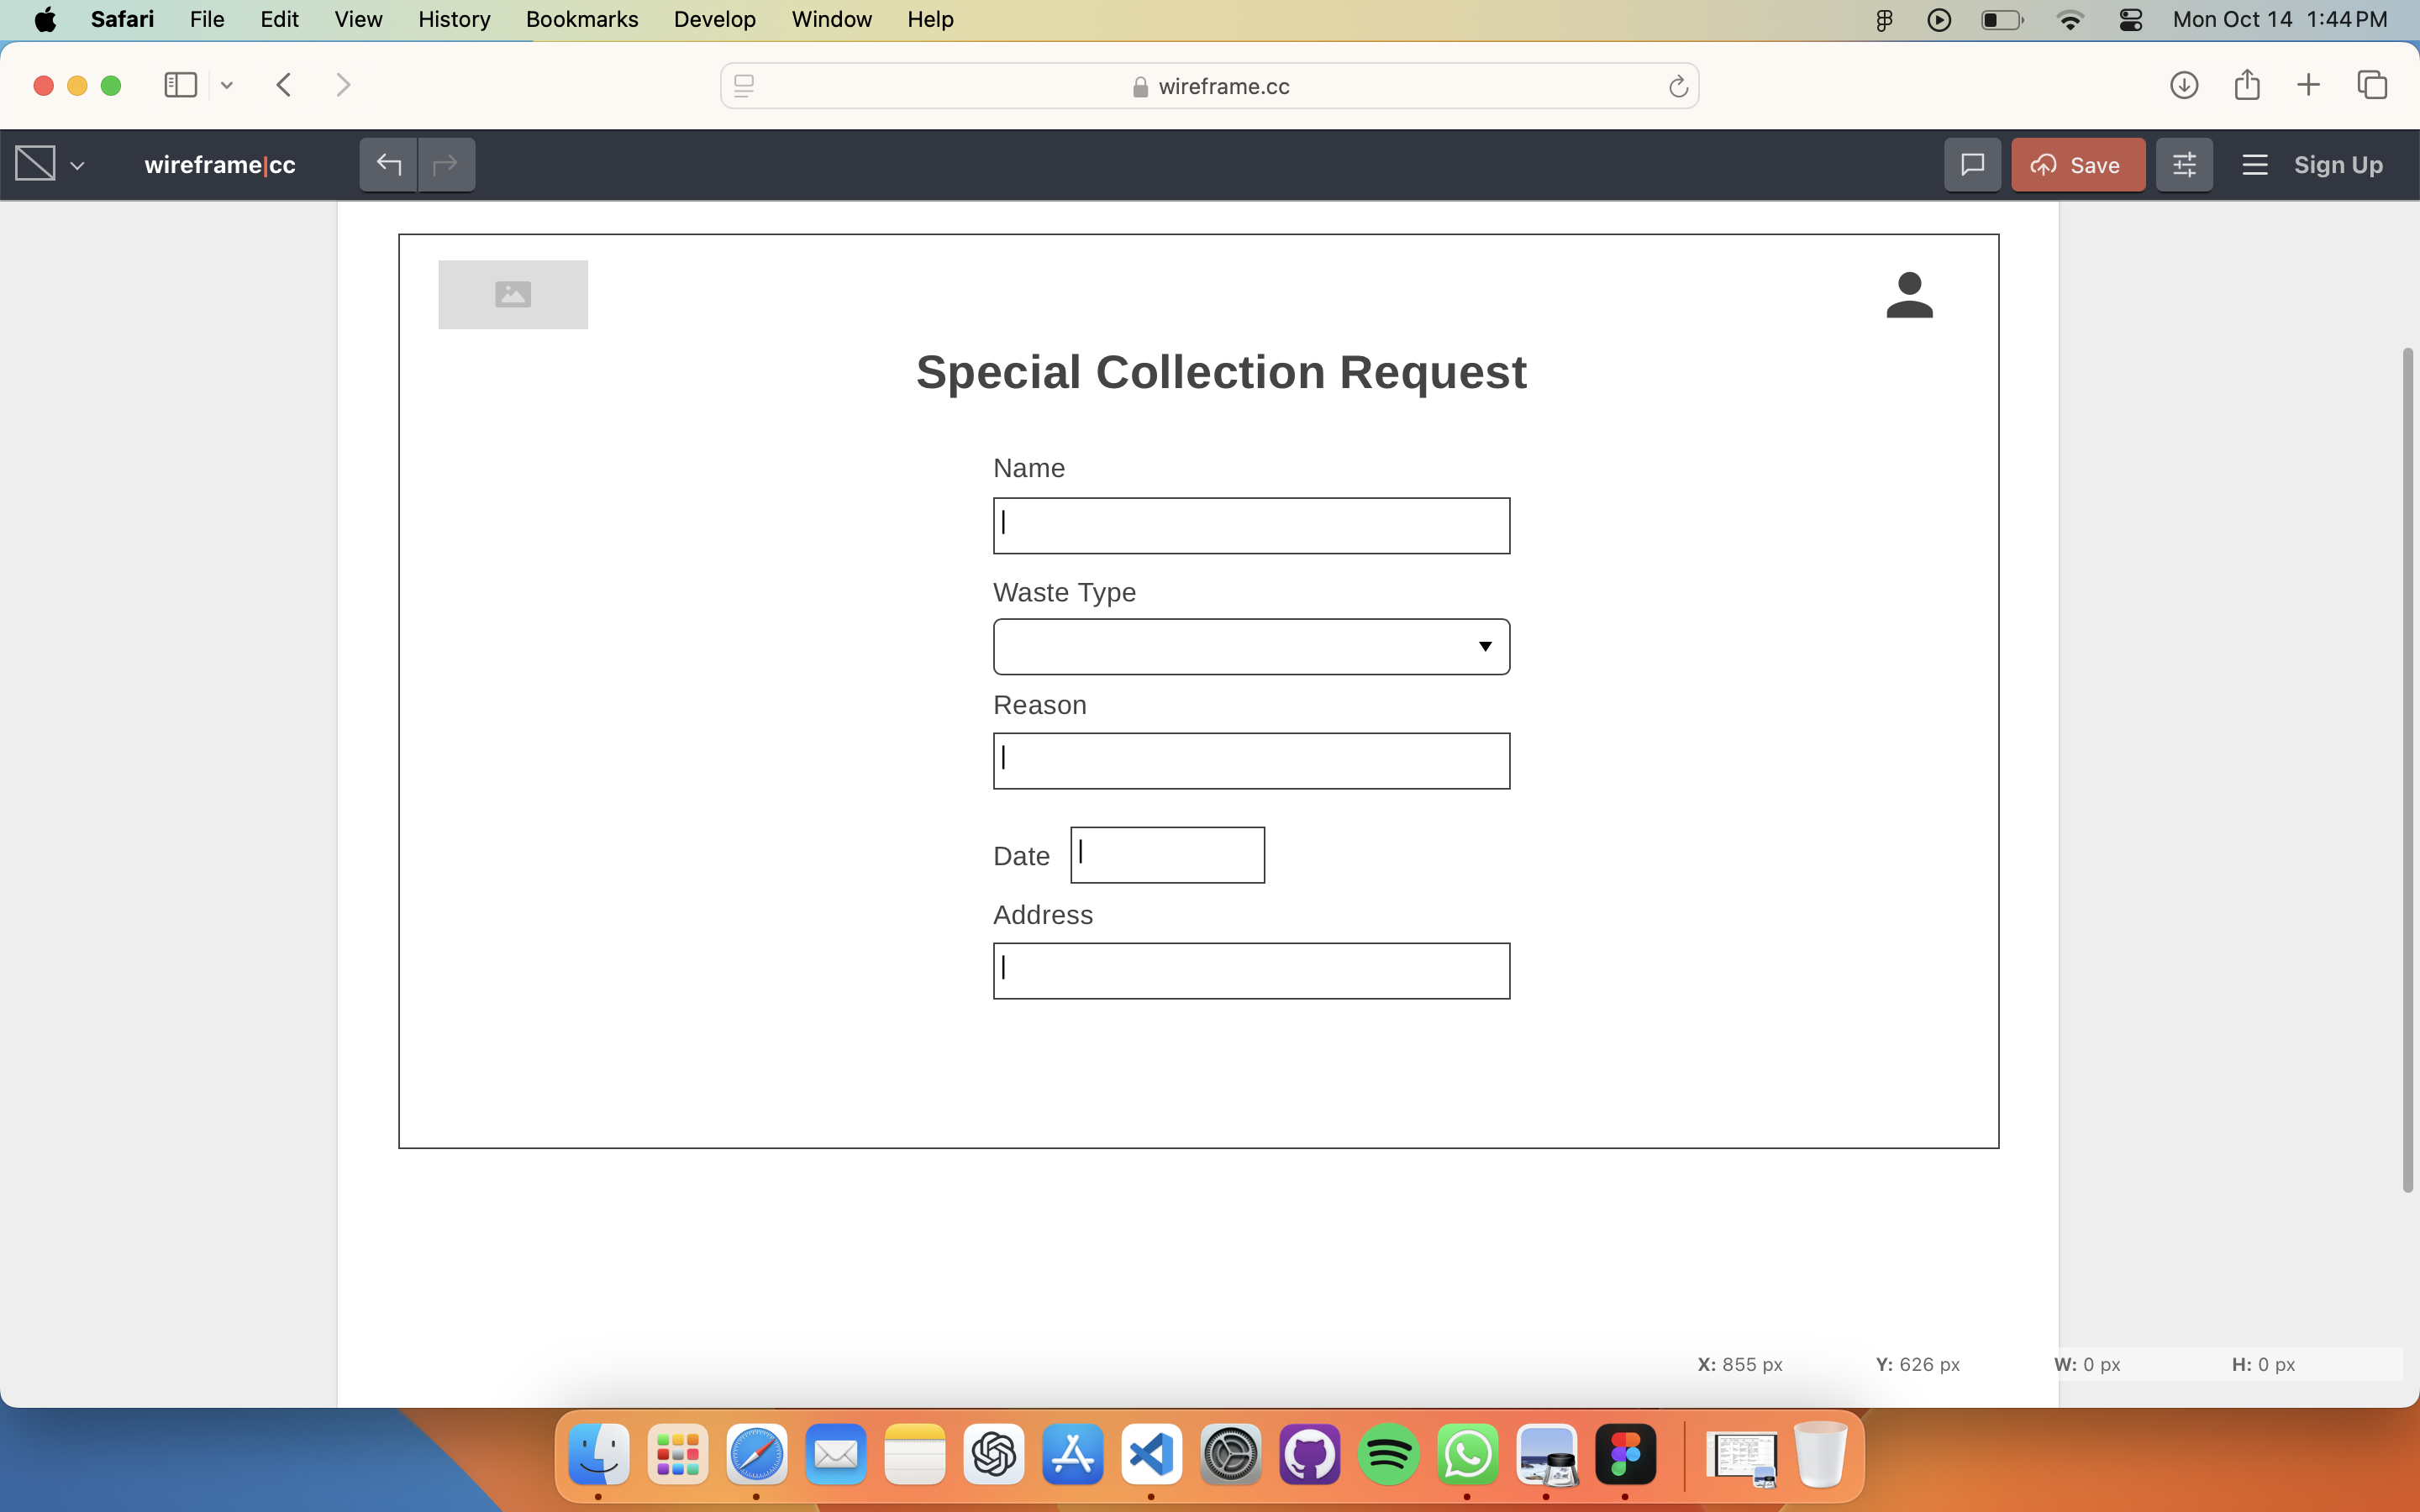 Safari File Edit View History Bookmarks Develop Window Help Mon Oct 14 1:44 PM
wireframe.cc
wireframe|cc Save Sign Up
Special Collection Request
Name
Waste Type
Reason
Date
Address
X: 855 px Y: 626 px W: 0 px H: 0 px